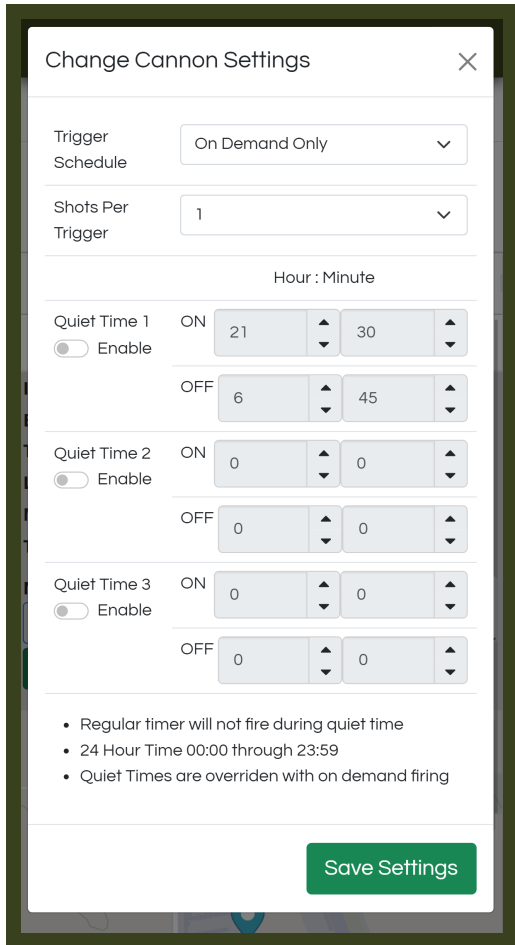 Change Cannon Settings
Trigger
Schedule
On Demand Only
Shots Per
Trigger
1
Hour : Minute
Quiet Time 1
Enable
ON
21
30
OFF
6
45
Quiet Time 2
Enable
ON
0
0
OFF
0
0
Quiet Time 3
Enable
ON
0
0
OFF
0
0
• Regular timer will not fire during quiet time
• 24 Hour Time 00:00 through 23:59
• Quiet Times are overriden with on demand firing
Save Settings